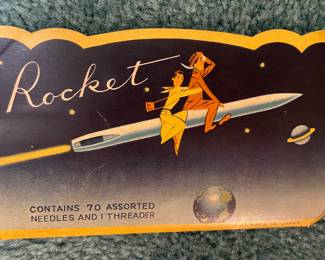 Rocket
CONTAINS 70 ASSORTED
NEEDLES AND 1 THREADER